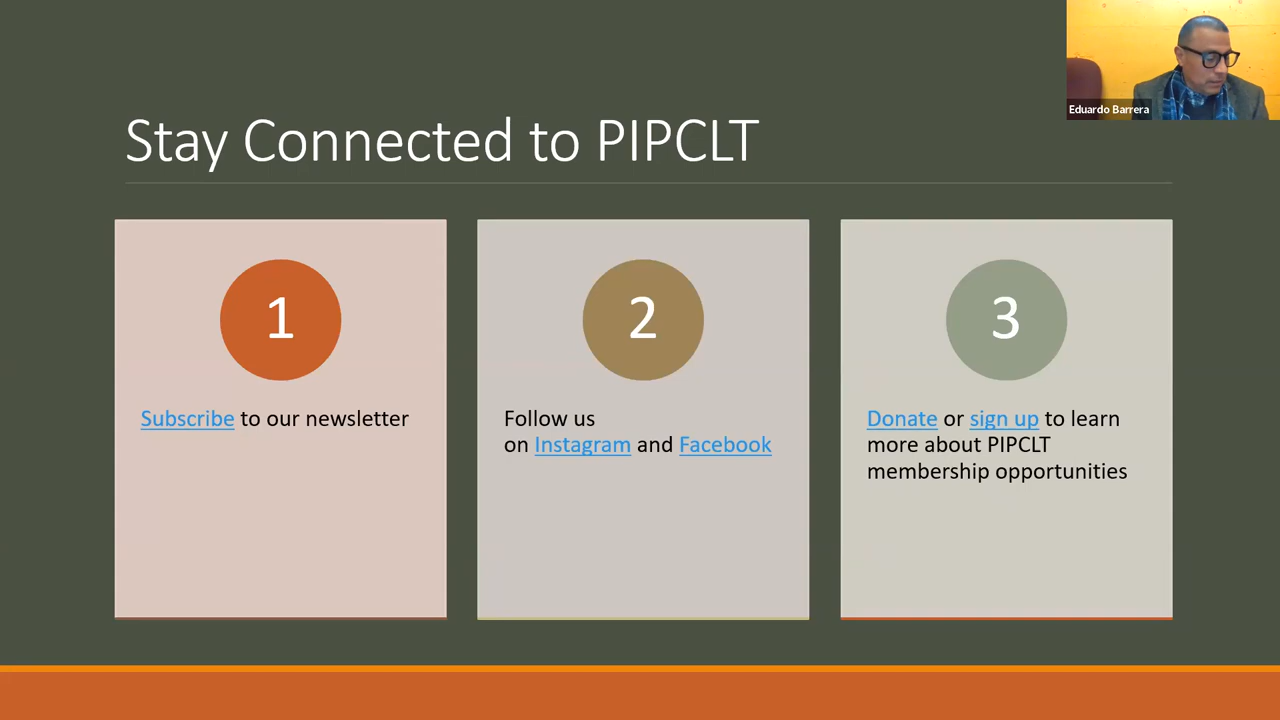 Eduardo Barrera
Stay Connected to PIPCLT
1
Subscribe to our newsletter
2
Follow us
on Instagram and Facebook
3
Donate or sign up to learn
more about PIPCLT
membership opportunities